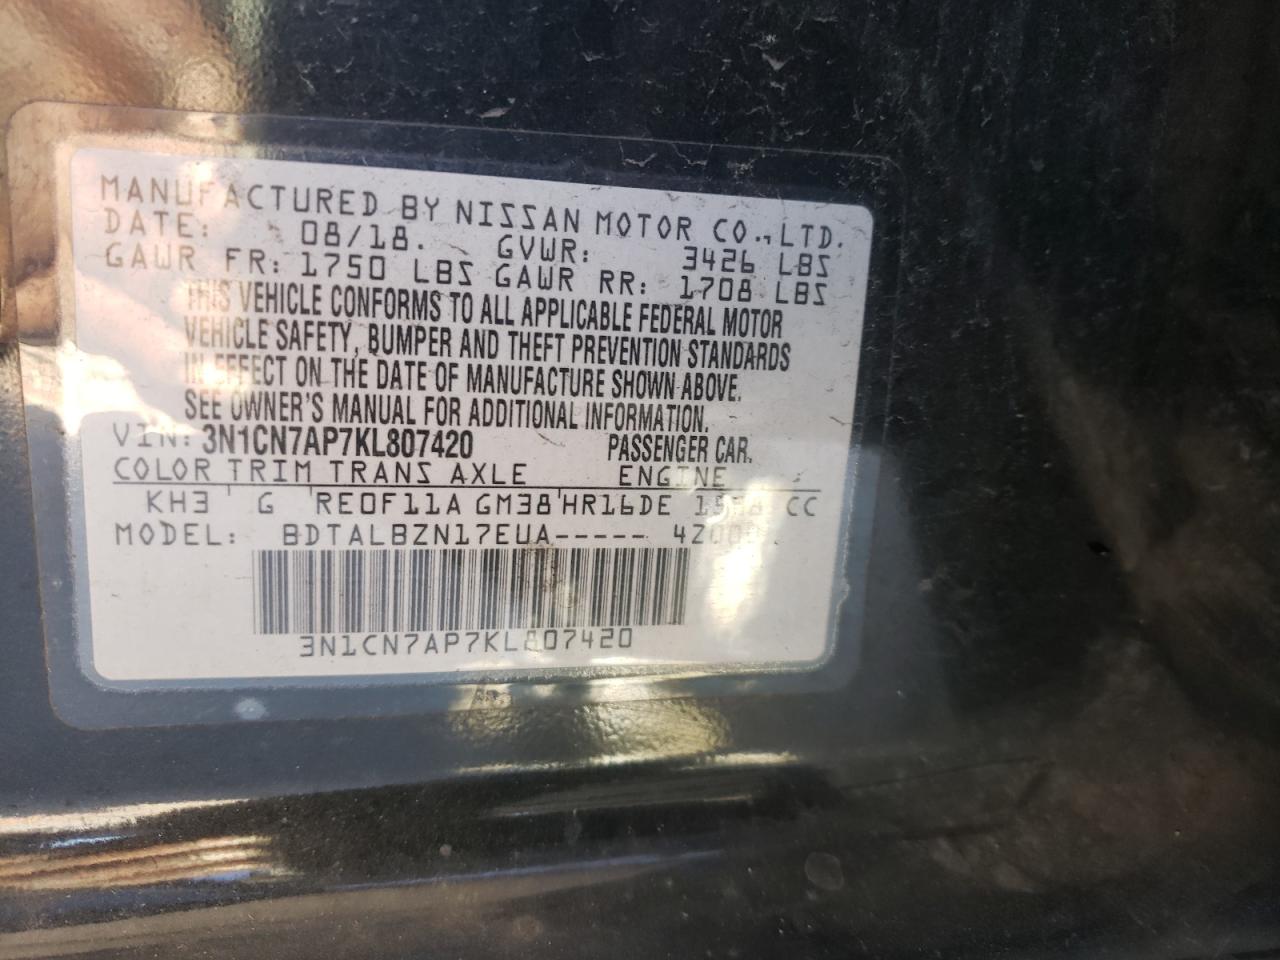 MANUFACTURED BY NISSAN MOTOR CO., LTD.
DATE: 08/18. GVWR: 3426 LBS
GAWR FR: 1750 LBS GAWR RR: 1708 LBS
THIS VEHICLE CONFORMS TO ALL APPLICABLE FEDERAL MOTOR
VEHICLE SAFETY, BUMPER AND THEFT PREVENTION STANDARDS
IN EFFECT ON THE DATE OF MANUFACTURE SHOWN ABOVE.
SEE OWNER'S MANUAL FOR ADDITIONAL INFORMATION.
VIN: 3N1CN7AP7KL807420 PASSENGER CAR.
COLOR TRIM TRANS AXLE ENGINE
KH3 G RE0F11A GM38 HR16DE CC
MODEL: BDTALBZN17EUA-----
3N1CN7AP7KL807420